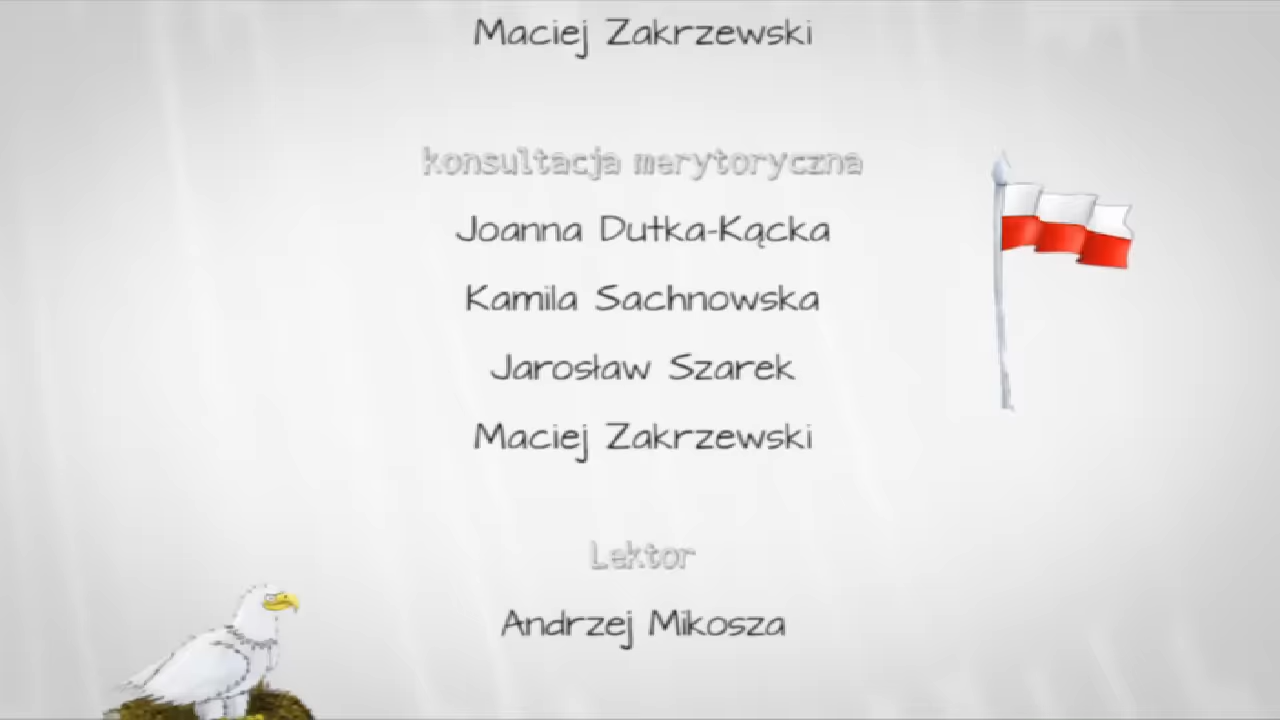 Maciej Zakrzewski
konsultacja merytoryczna
Joanna Dutka-Kącka
Kamila Sachnowska
Jarosław Szarek
Maciej Zakrzewski
Lektor
Andrzej Mikosza